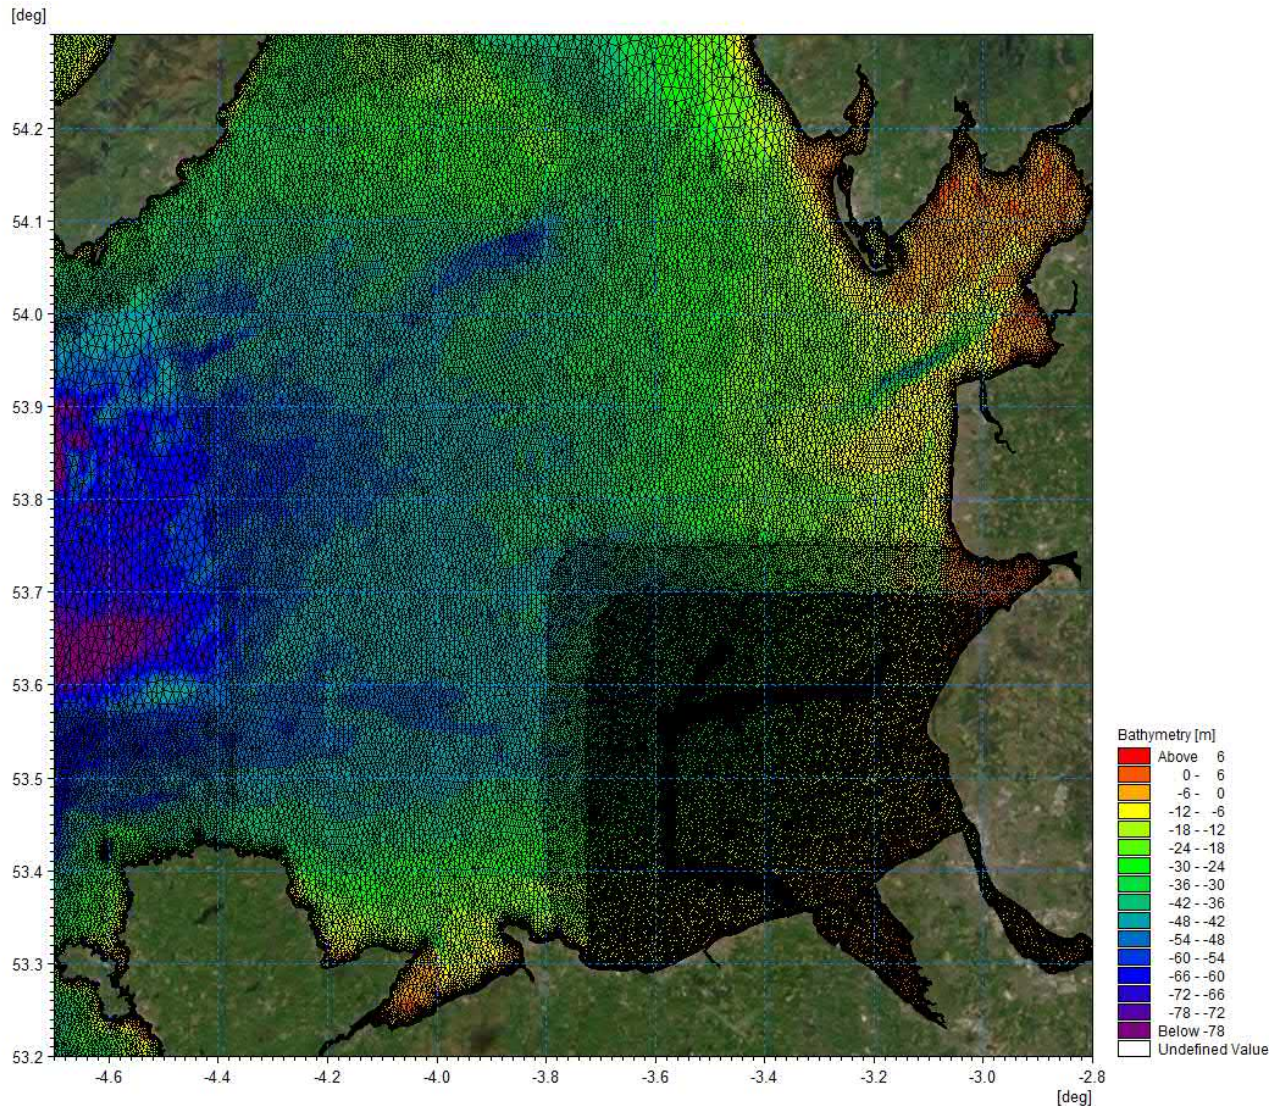 [deg]
54.2
54.1
54.0
53.9
53.8
53.7
53.6
53.5
53.4
53.3
53.2
-4.6 -4.4 -4.2 -4.0 -3.8 -3.6 -3.4 -3.2 -3.0 -2.8
[deg]
Bathymetry [m]
Above 6
0 - 6
-6 - 0
-12 - -6
-18 - -12
-24 - -18
-30 - -24
-36 - -30
-42 - -36
-48 - -42
-54 - -48
-60 - -54
-66 - -60
-72 - -66
-78 - -72
Below -78
Undefined Value